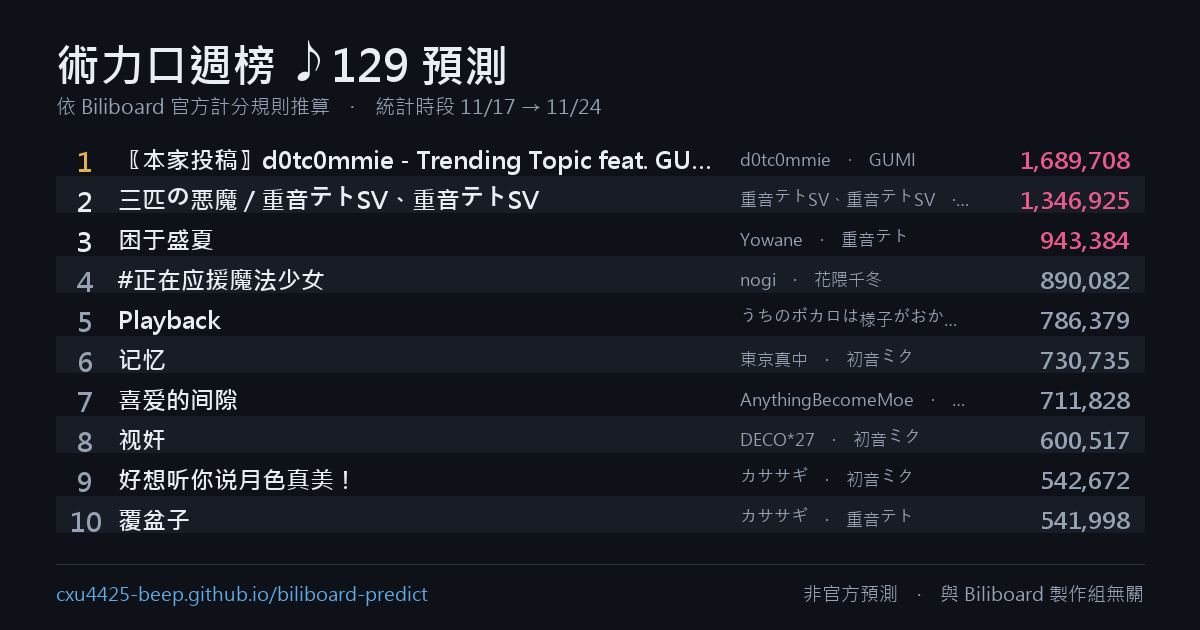 術力口週榜 ♪129 預測
依 Biliboard 官方計分規則推算 · 統計時段 11/17 → 11/24
1 〖本家投稿〗d0tc0mmie - Trending Topic feat. GU... d0tc0mmie · GUMI 1,689,708
2 三匹の悪魔 / 重音テトSV、重音テトSV 重音テトSV、重音テトSV ·... 1,346,925
3 困于盛夏 Yowane · 重音テト 943,384
4 #正在应援魔法少女 nogi · 花隈千冬 890,082
5 Playback うちのボカロは様子がおか... 786,379
6 记忆 東京真中 · 初音ミク 730,735
7 喜爱的间隙 AnythingBecomeMoe · ... 711,828
8 视奸 DECO*27 · 初音ミク 600,517
9 好想听你说月色真美！ カササギ · 初音ミク 542,672
10 覆盆子 カササギ · 重音テト 541,998
cxu4425-beep.github.io/biliboard-predict 非官方預測 · 與 Biliboard 製作組無關